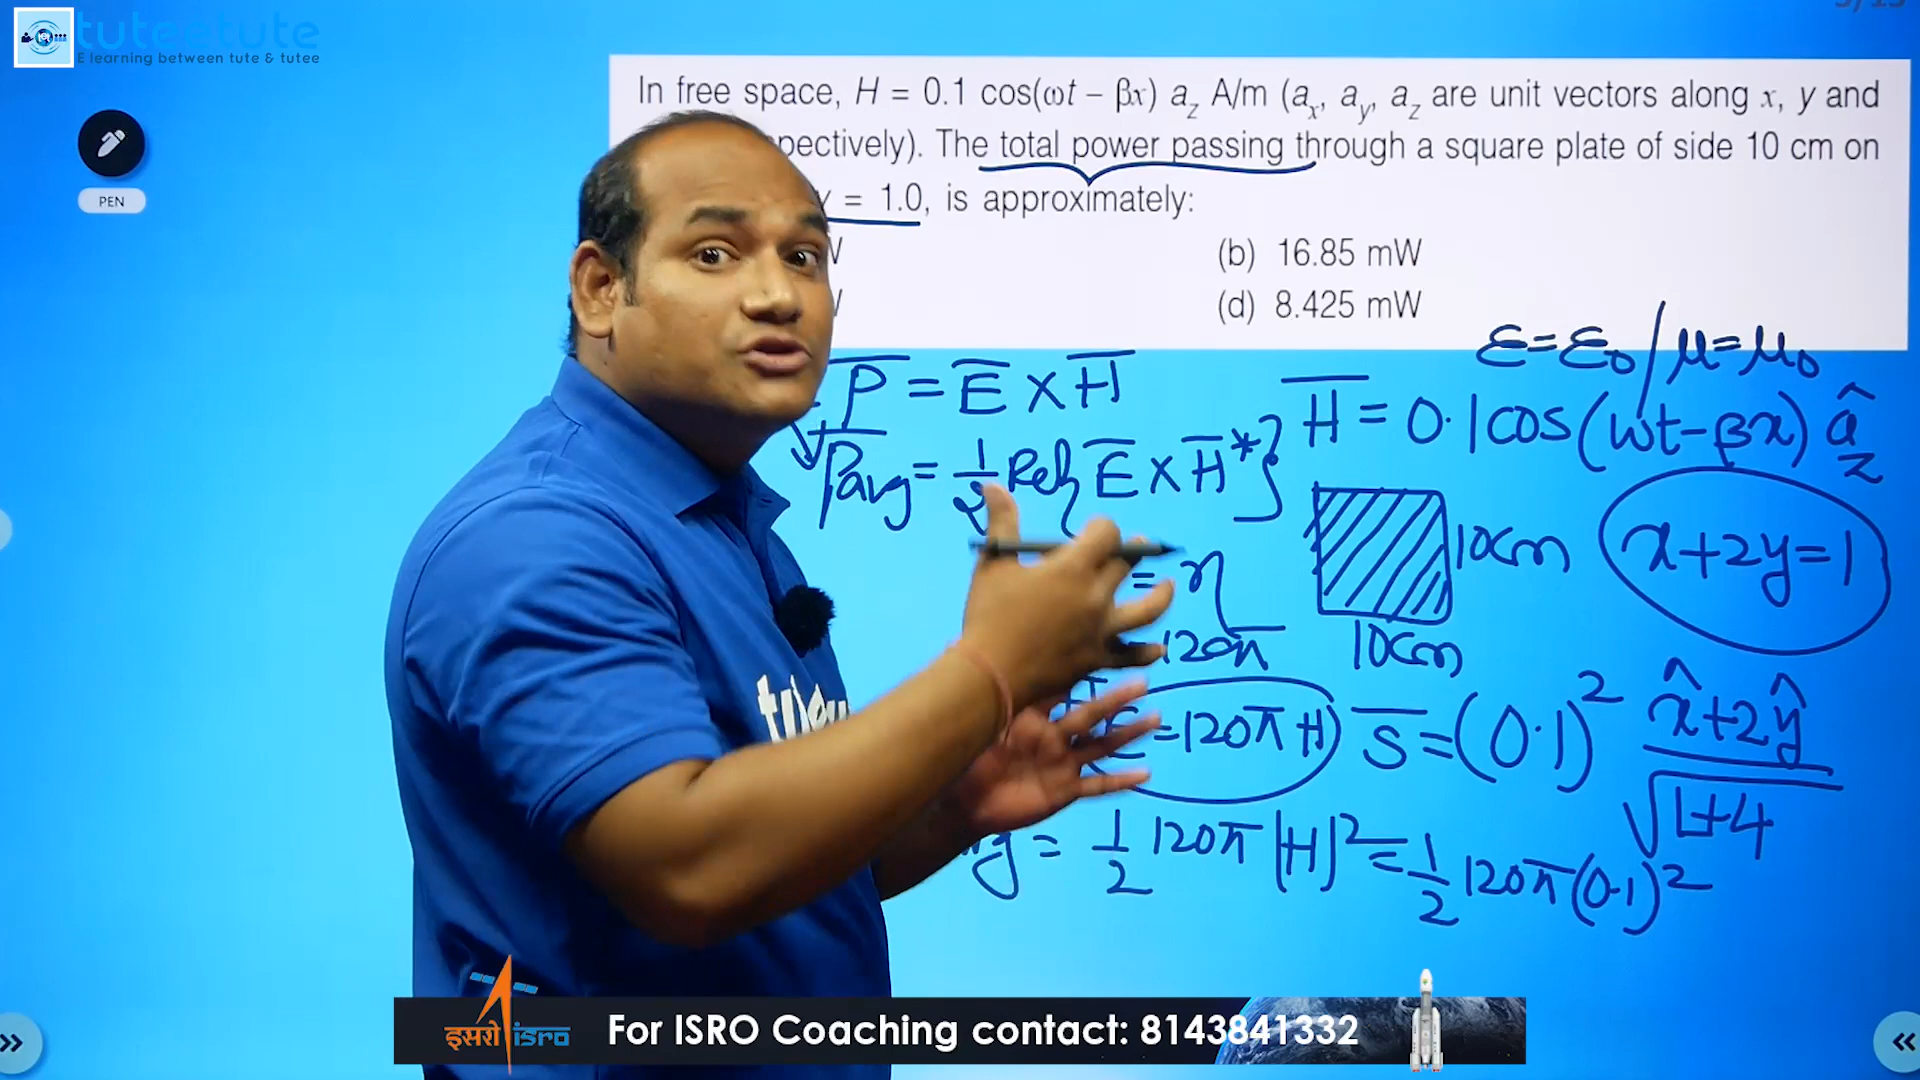 tuteetute
E learning between tute & tutee
In free space, H = 0.1 cos(ωt – βx) a_z A/m (a_x, a_y, a_z are unit vectors along x, y and
pectively). The total power passing through a square plate of side 10 cm on
y = 1.0, is approximately:
(b) 16.85 mW
(d) 8.425 mW
PEN
ε=ε₀/μ=μ₀
P̅ = E̅ × H̅
H̅ = 0.1cos(ωt-βx) â_z
P̅avg = 1/2 Re{E̅ × H̅*}
10cm
x+2y=1
= η
10cm
120π
E=120πH
S̅=(0.1)² x̂+2ŷ/√1+4
= 1/2 120π|H|² = 1/2 120π(0.1)²
इसरो isro
For ISRO Coaching contact: 8143841332